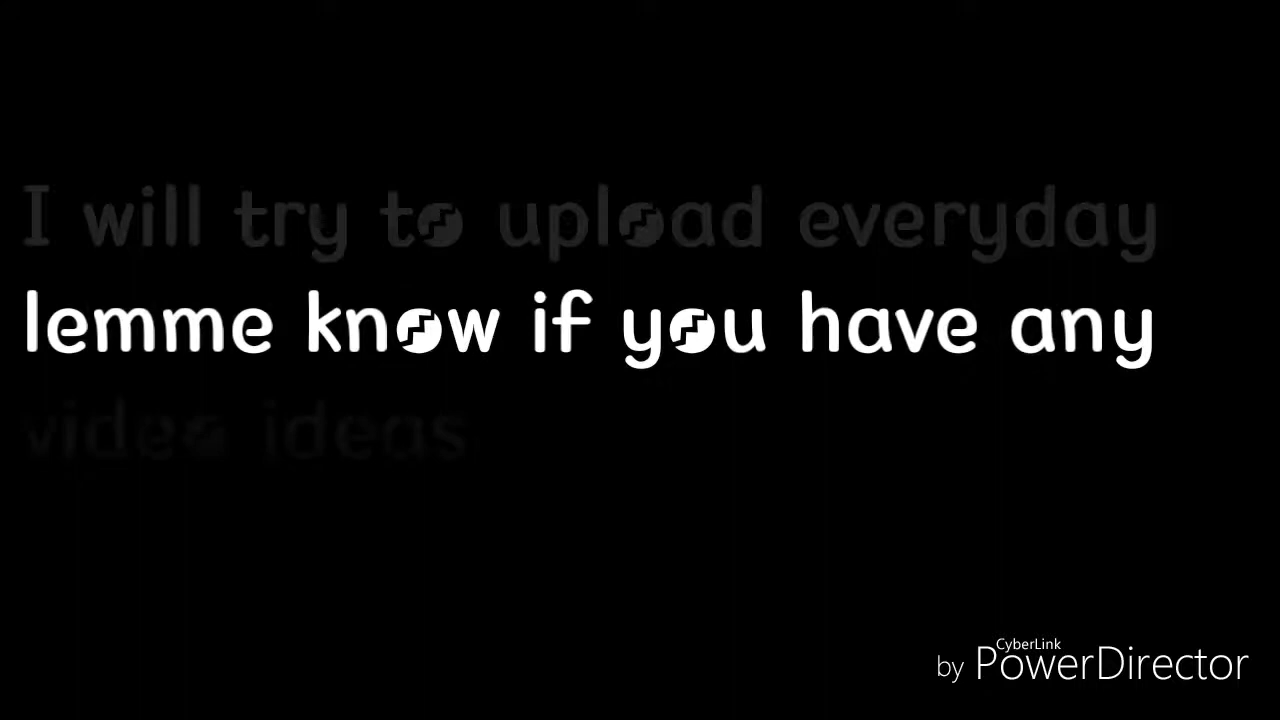 I will try to upload everyday
lemme know if you have any
video ideas
CyberLink
by PowerDirector